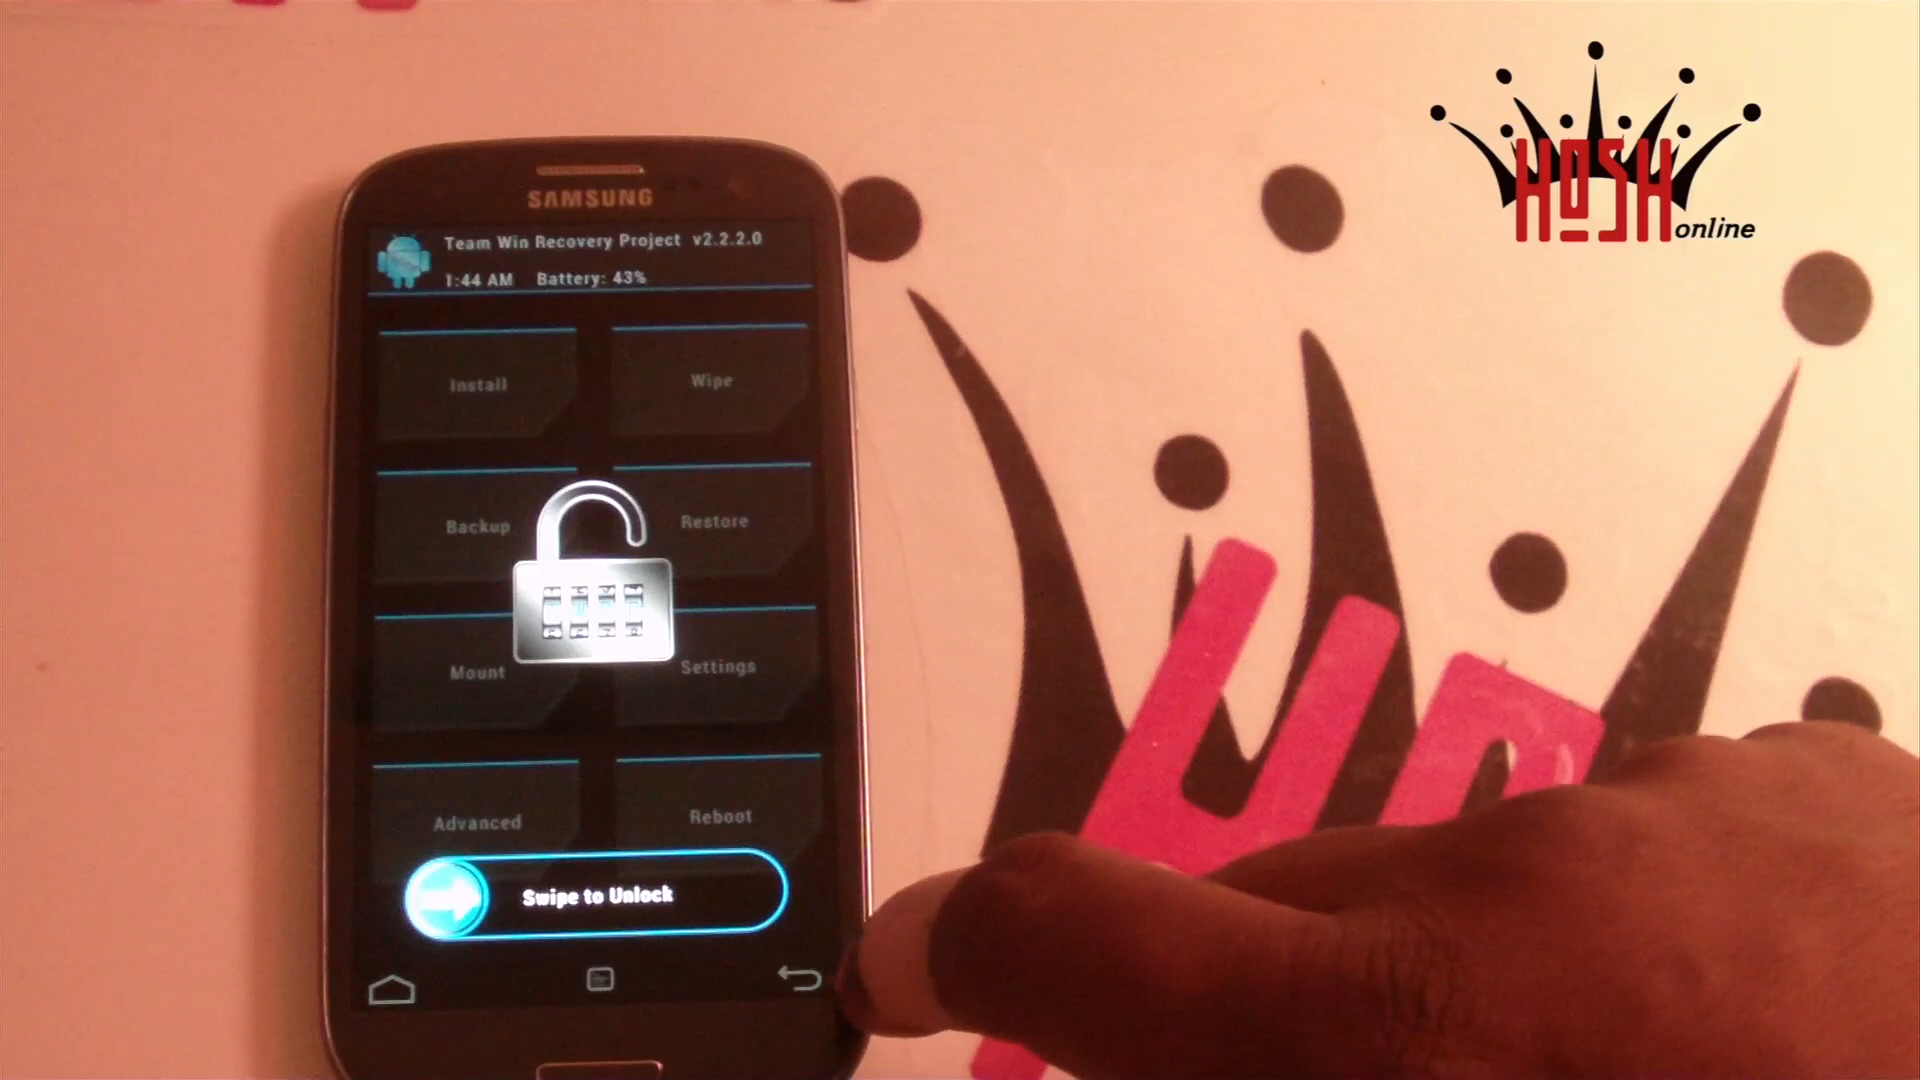 SAMSUNG
Team Win Recovery Project v2.2.2.0
1:44 AM Battery: 43%
Install
Wipe
Backup
Restore
Mount
Settings
Advanced
Reboot
Swipe to Unlock
HOSH
online